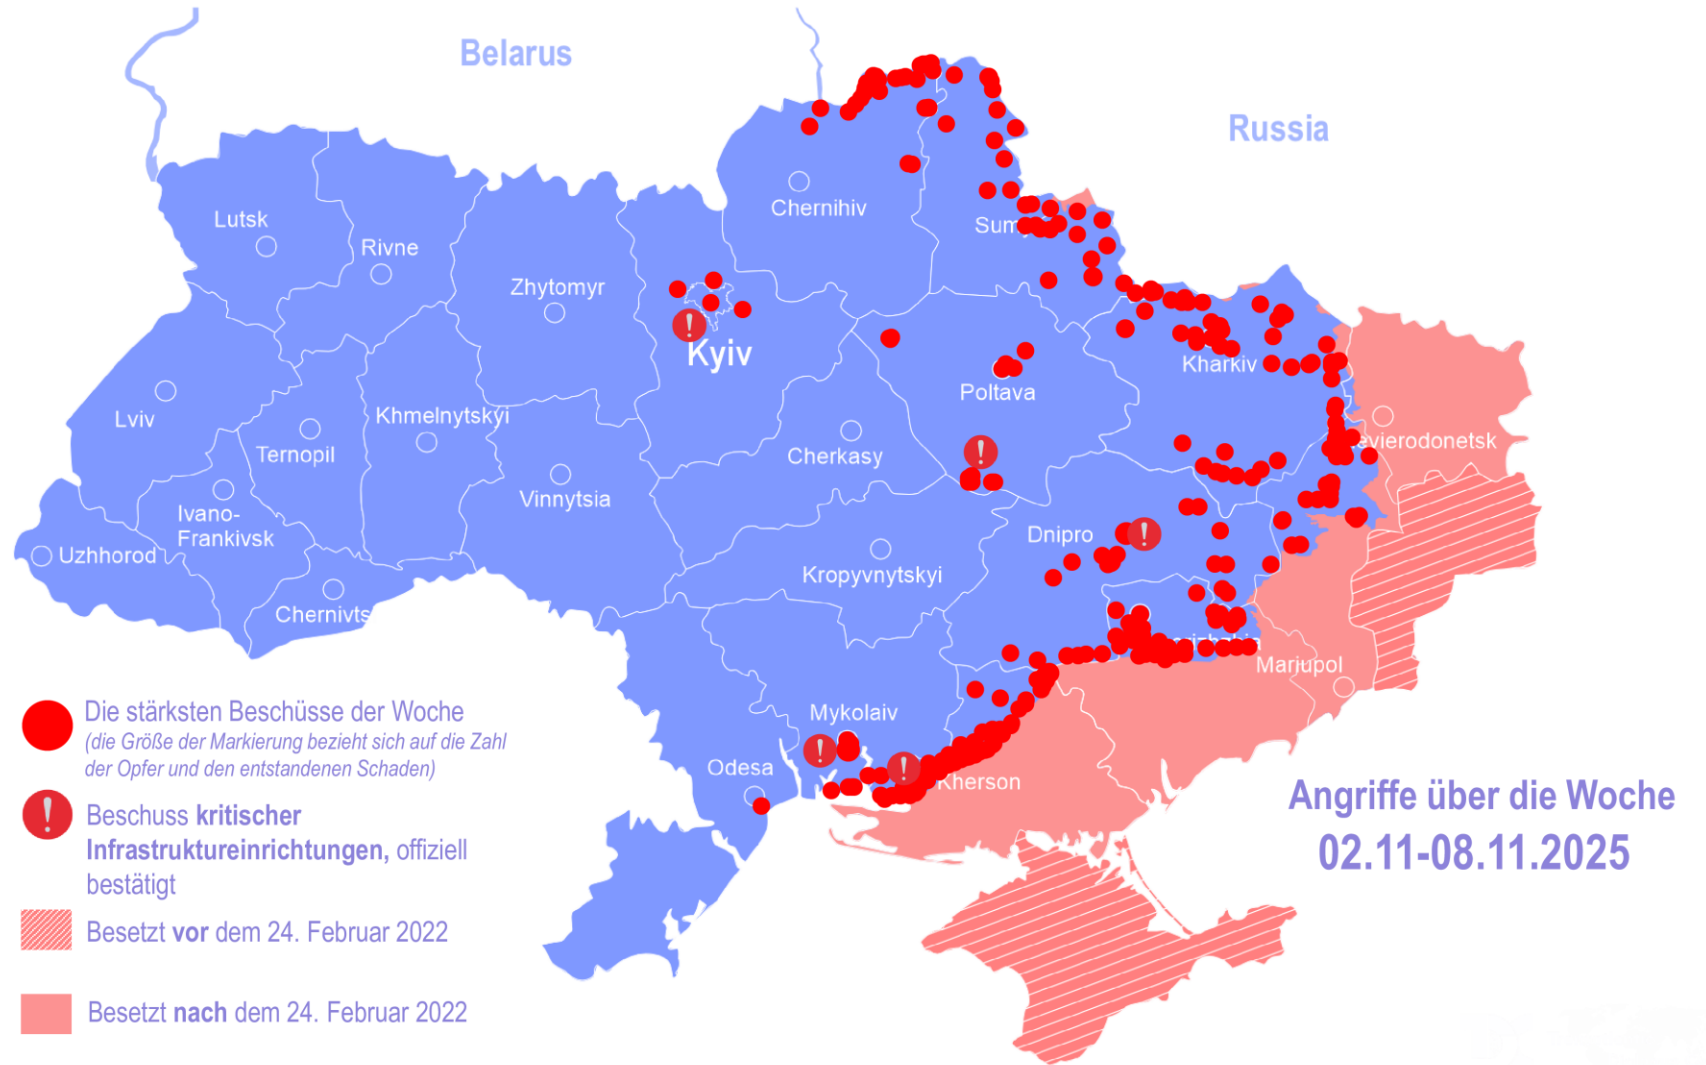 Belarus
Russia
Lutsk
Rivne
Zhytomyr
Chernihiv
Kyiv
Lviv
Ternopil
Khmelnytskyi
Vinnytsia
Cherkasy
Poltava
Kharkiv
evierodonetsk
Uzhhorod
Ivano-
Frankivsk
Chernivts
Kropyvnytskyi
Dnipro
Mariupol
Mykolaiv
Odesa
Kherson
Die stärksten Beschüsse der Woche
(die Größe der Markierung bezieht sich auf die Zahl
der Opfer und den entstandenen Schaden)
! Beschuss kritischer
Infrastruktureinrichtungen, offiziell
bestätigt
Besetzt vor dem 24. Februar 2022
Besetzt nach dem 24. Februar 2022
Angriffe über die Woche
02.11-08.11.2025